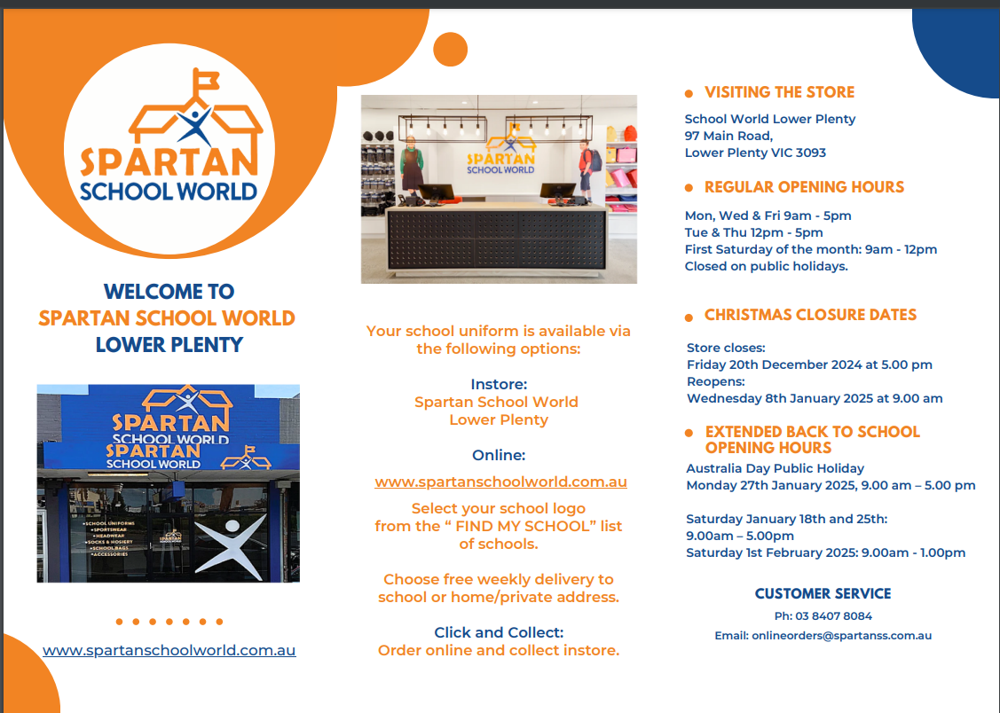 SPARTAN
SCHOOL WORLD
WELCOME TO
SPARTAN SCHOOL WORLD
LOWER PLENTY
SPARTAN
SCHOOL WORLD
SPARTAN
SCHOOL WORLD
•SCHOOL UNIFORMS
•SPORTSWEAR
•HEADWEAR
•SOCKS & HOSIERY
•SCHOOL BAGS
•ACCESSORIES
www.spartanschoolworld.com.au
SPARTAN
SCHOOL WORLD
Your school uniform is available via
the following options:
Instore:
Spartan School World
Lower Plenty
Online:
www.spartanschoolworld.com.au
Select your school logo
from the “ FIND MY SCHOOL” list
of schools.
Choose free weekly delivery to
school or home/private address.
Click and Collect:
Order online and collect instore.
VISITING THE STORE
School World Lower Plenty
97 Main Road,
Lower Plenty VIC 3093
REGULAR OPENING HOURS
Mon, Wed & Fri 9am - 5pm
Tue & Thu 12pm - 5pm
First Saturday of the month: 9am - 12pm
Closed on public holidays.
CHRISTMAS CLOSURE DATES
Store closes:
Friday 20th December 2024 at 5.00 pm
Reopens:
Wednesday 8th January 2025 at 9.00 am
EXTENDED BACK TO SCHOOL
OPENING HOURS
Australia Day Public Holiday
Monday 27th January 2025, 9.00 am – 5.00 pm
Saturday January 18th and 25th:
9.00am – 5.00pm
Saturday 1st February 2025: 9.00am - 1.00pm
CUSTOMER SERVICE
Ph: 03 8407 8084
Email: onlineorders@spartanss.com.au